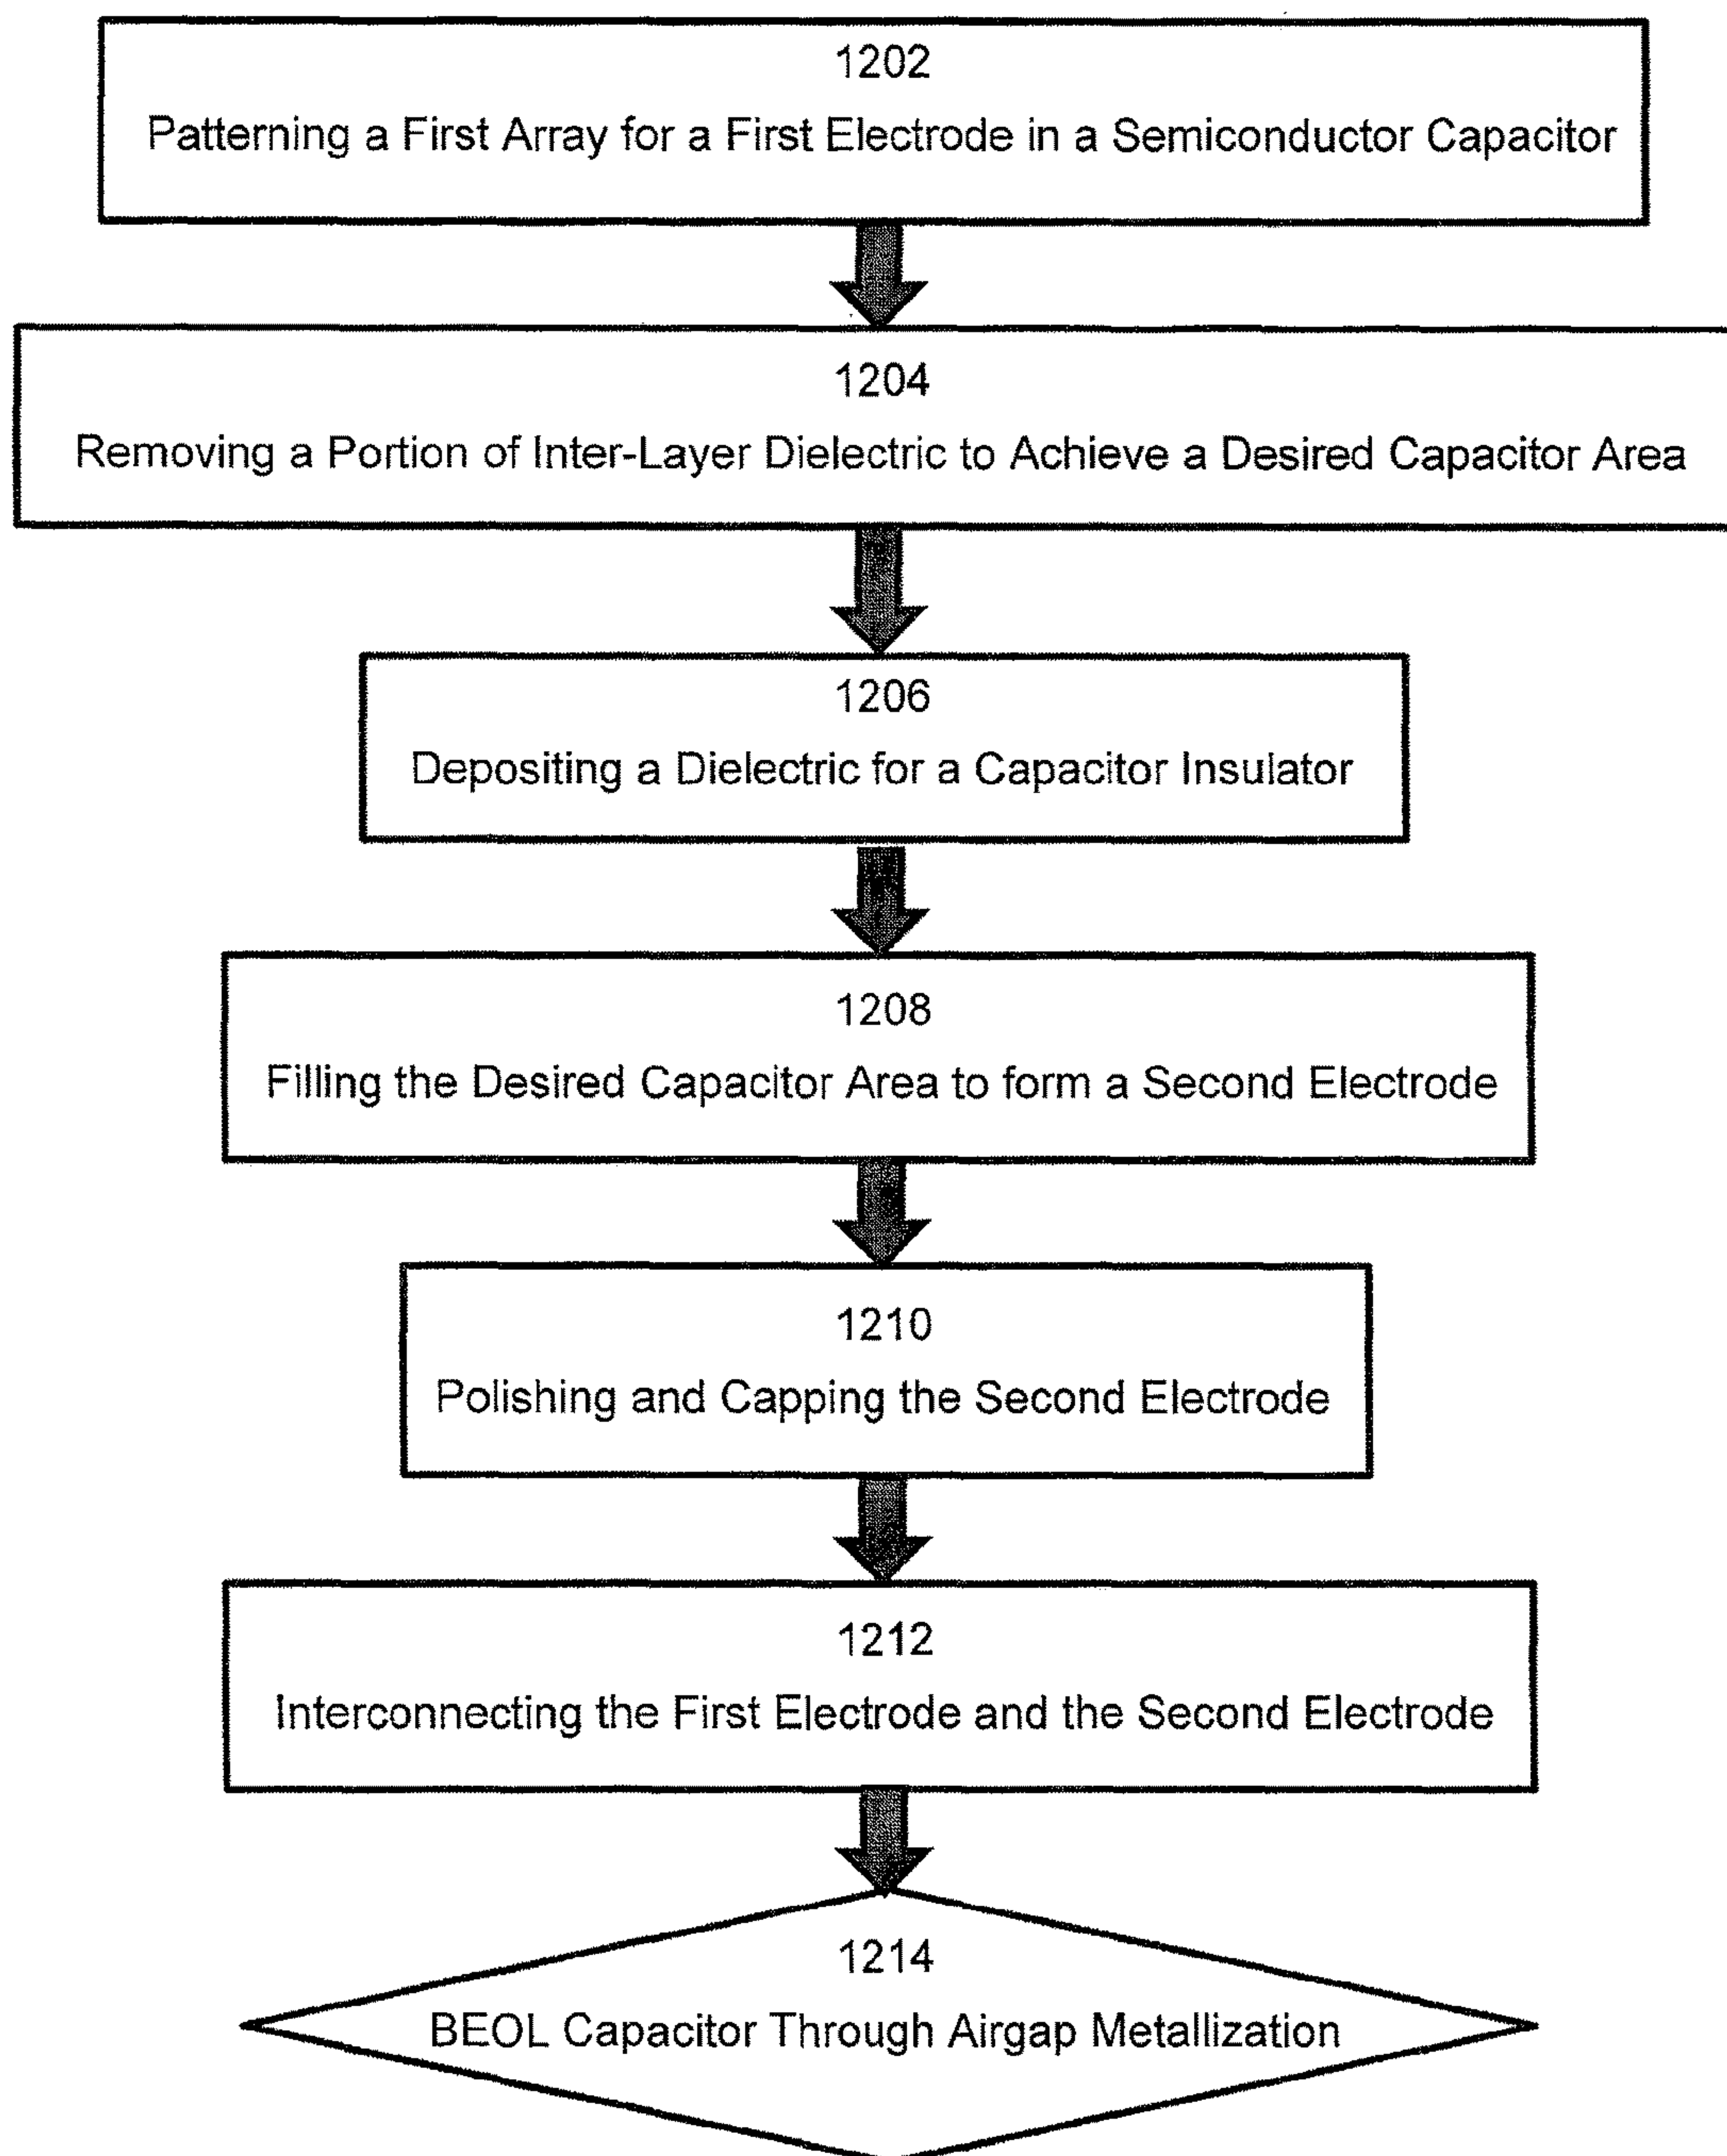 1202
Patterning a First Array for a First Electrode in a Semiconductor Capacitor
1204
Removing a Portion of Inter-Layer Dielectric to Achieve a Desired Capacitor Area
1206
Depositing a Dielectric for a Capacitor Insulator
1208
Filling the Desired Capacitor Area to form a Second Electrode
1210
Polishing and Capping the Second Electrode
1212
Interconnecting the First Electrode and the Second Electrode
1214
BEOL Capacitor Through Airgap Metallization